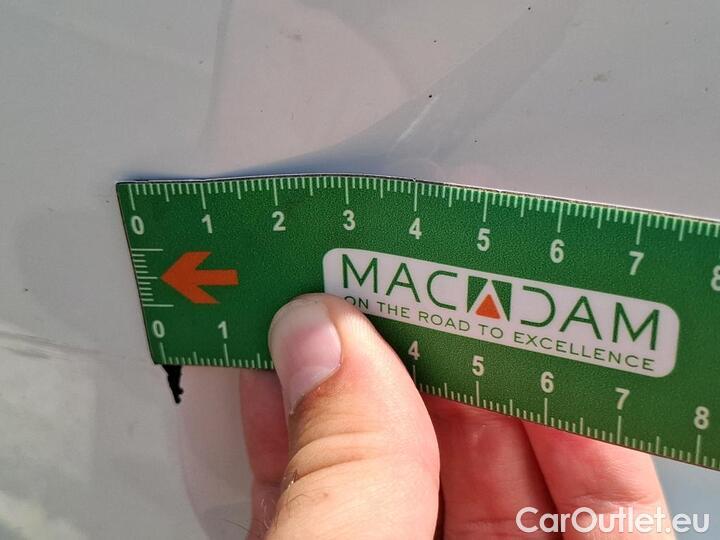 0 1 2 3 4 5 6 7 8
MACADAM
ON THE ROAD TO EXCELLENCE
0 1 4 5 6 7 8
CarOutlet.eu